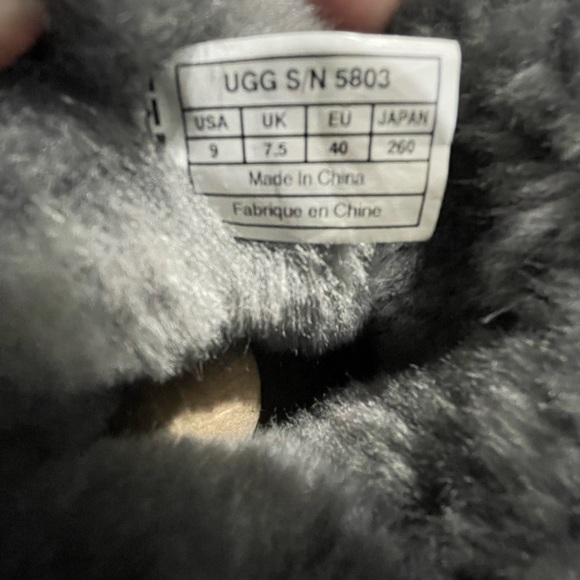 UGG S/N 5803
USA UK EU JAPAN
9 7.5 40 260
Made In China
Fabrique en Chine